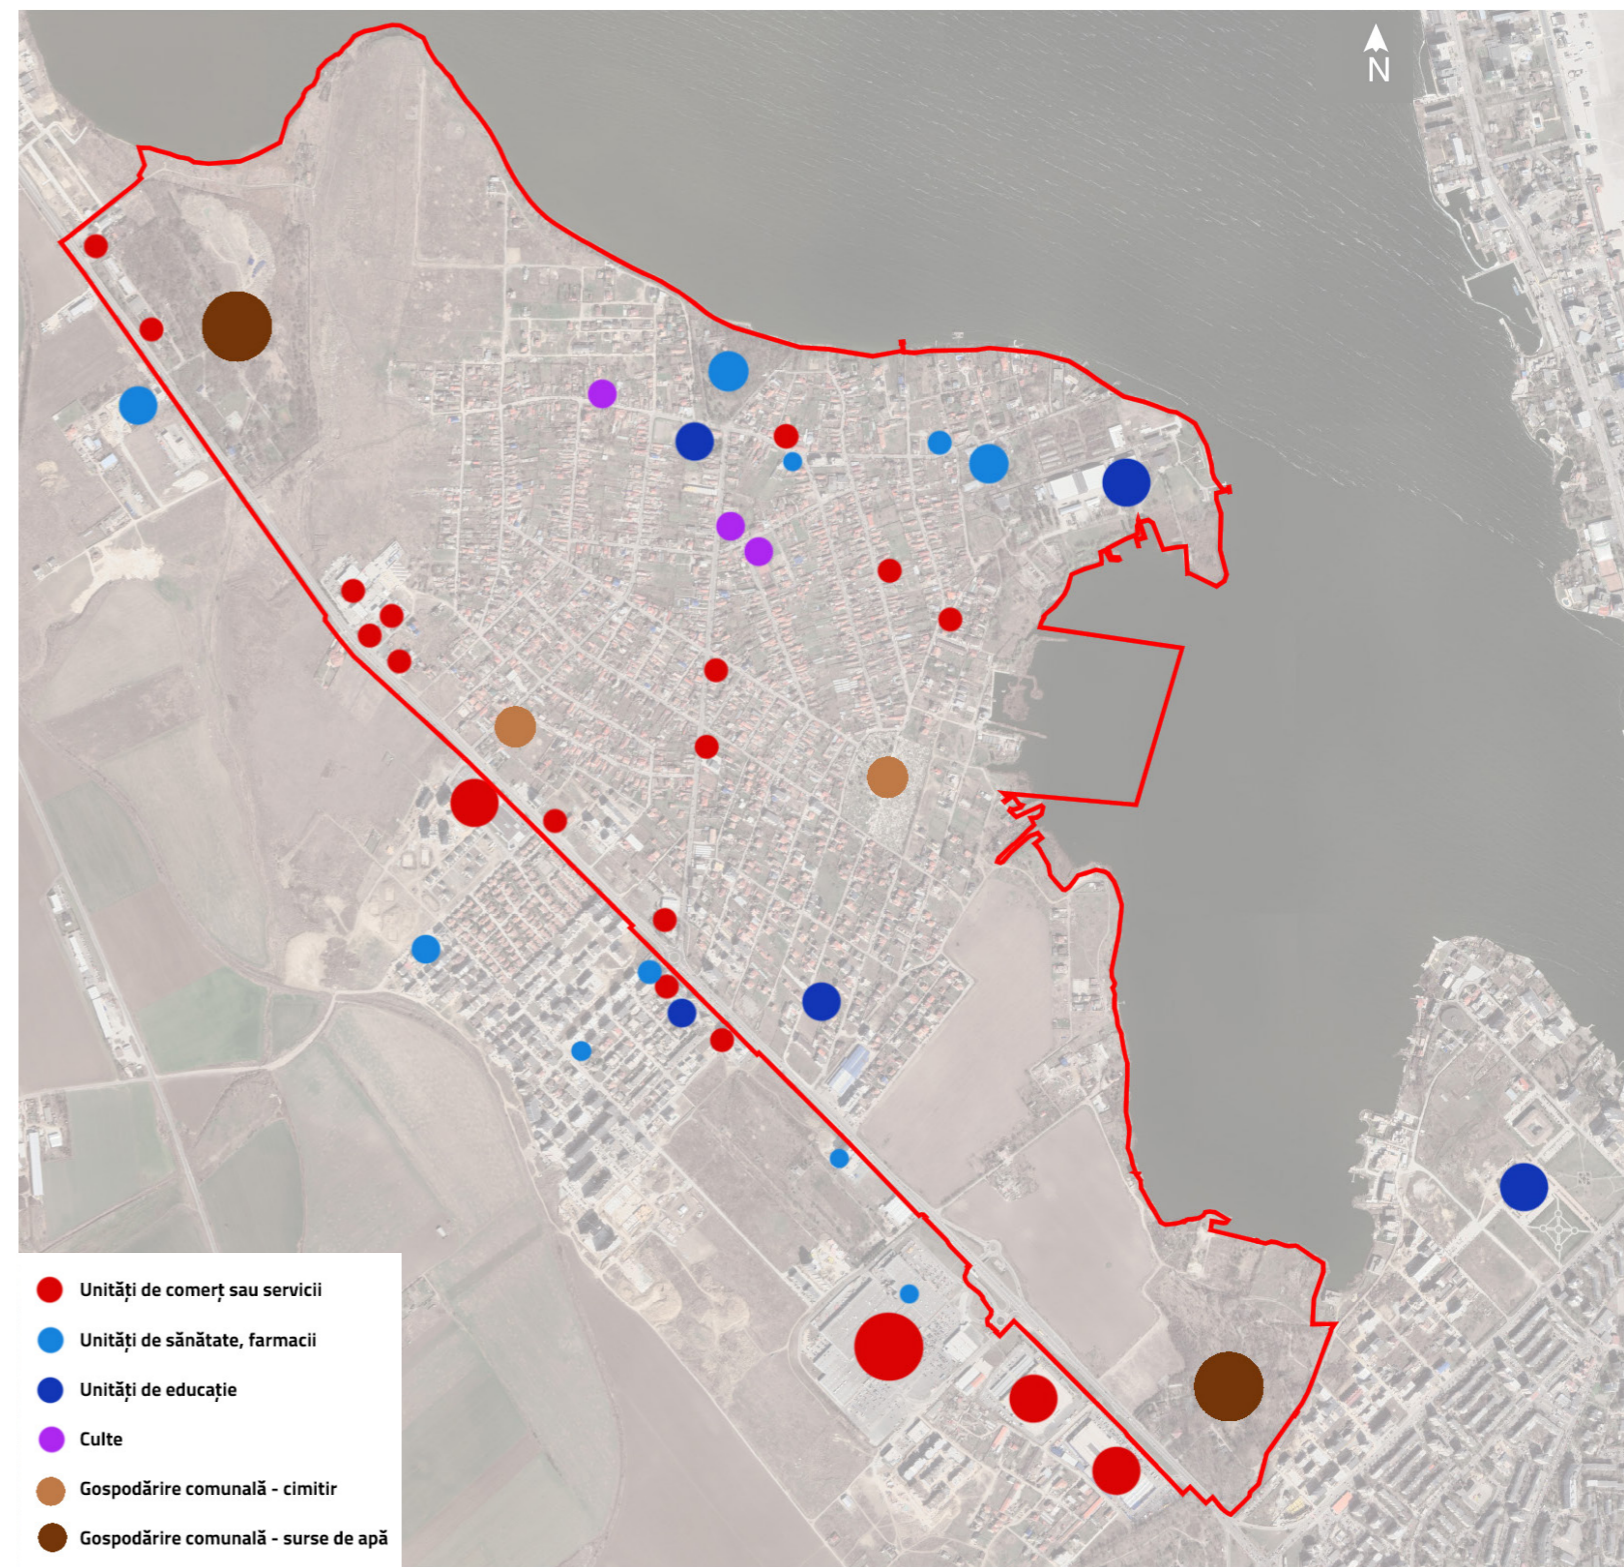 N
Unități de comerț sau servicii
Unități de sănătate, farmacii
Unități de educație
Culte
Gospodărire comunală - cimitir
Gospodărire comunală - surse de apă